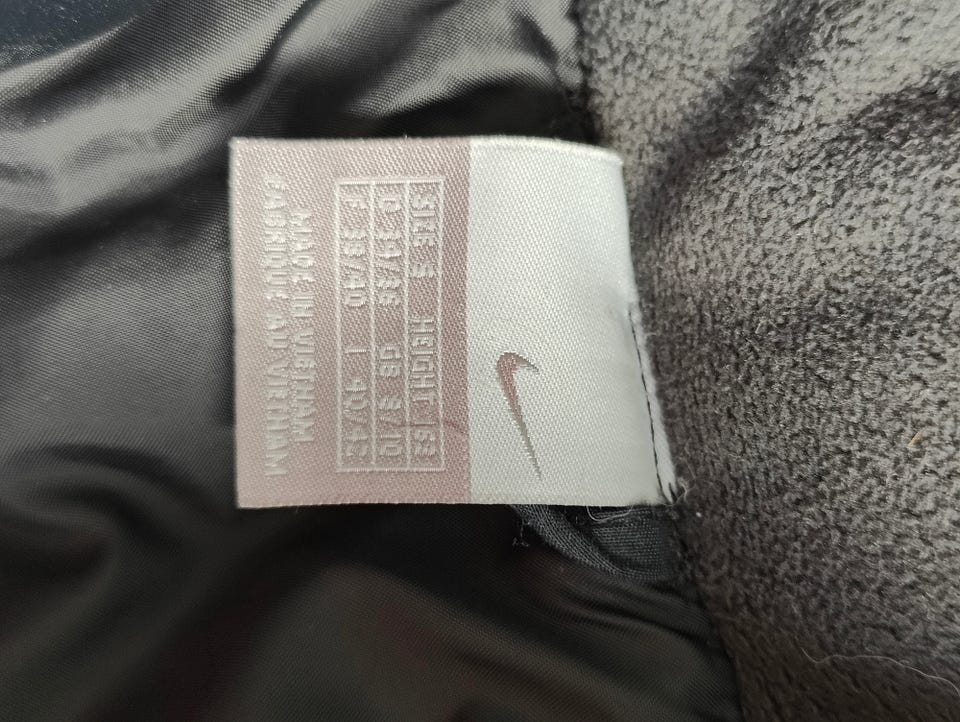 SIZE S HEIGHT 163
D 34/36 GB 8/10
F 38/40 I 40/42
MADE IN VIETNAM
FABRIQUE AU VIETNAM